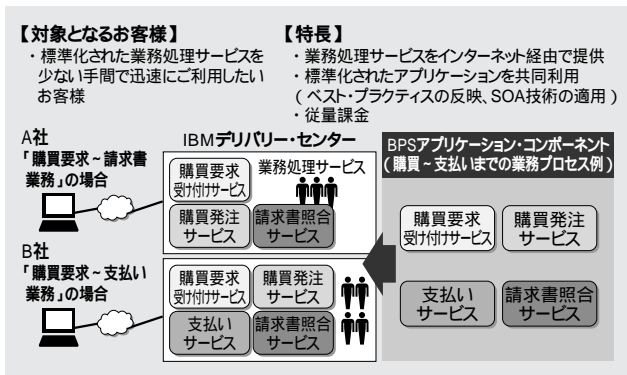 【対象となるお客様】
・標準化された業務処理サービスを
少ない手間で迅速にご利用したい
お客様
【特長】
・業務処理サービスをインターネット経由で提供
・標準化されたアプリケーションを共同利用
(ベスト・プラクティスの反映、SOA技術の適用)
・従量課金
A社
「購買要求~請求書
業務」の場合
IBMデリバリー・センター
購買要求
受け付けサービス
業務処理サービス
購買発注
サービス
請求書照合
サービス
B社
「購買要求~支払い
業務」の場合
購買要求
受け付けサービス
購買発注
サービス
支払い
サービス
請求書照合
サービス
BPSアプリケーション・コンポーネント
(購買~支払いまでの業務プロセス例)
購買要求
受け付けサービス
購買発注
サービス
支払い
サービス
請求書照合
サービス